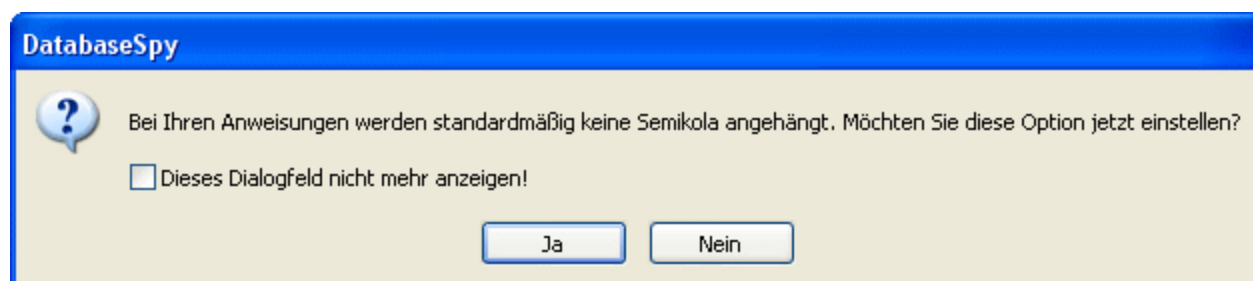 DatabaseSpy
Bei Ihren Anweisungen werden standardmäßig keine Semikola angehängt. Möchten Sie diese Option jetzt einstellen?
Dieses Dialogfeld nicht mehr anzeigen!
Ja
Nein